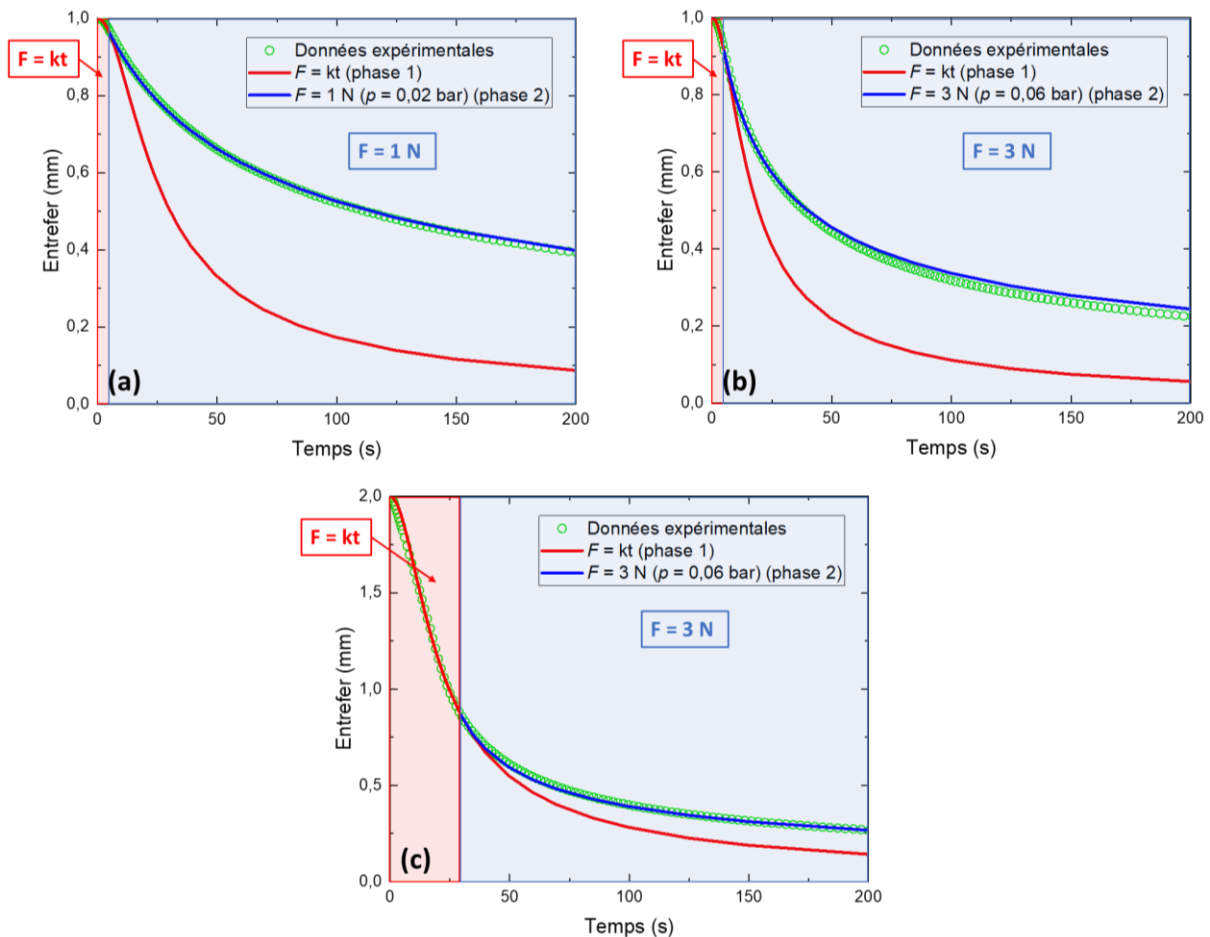 F = kt
Données expérimentales
F = kt (phase 1)
F = 1 N (p = 0,02 bar) (phase 2)
F = 1 N
1,0
0,8
0,6
0,4
0,2
0,0
Entrefer (mm)
(a)
0
50
100
150
200
Temps (s)
F = kt
Données expérimentales
F = kt (phase 1)
F = 3 N (p = 0,06 bar) (phase 2)
F = 3 N
1,0
0,8
0,6
0,4
0,2
0,0
Entrefer (mm)
(b)
0
50
100
150
200
Temps (s)
F = kt
Données expérimentales
F = kt (phase 1)
F = 3 N (p = 0,06 bar) (phase 2)
F = 3 N
2,0
1,5
1,0
0,5
0,0
Entrefer (mm)
(c)
0
50
100
150
200
Temps (s)